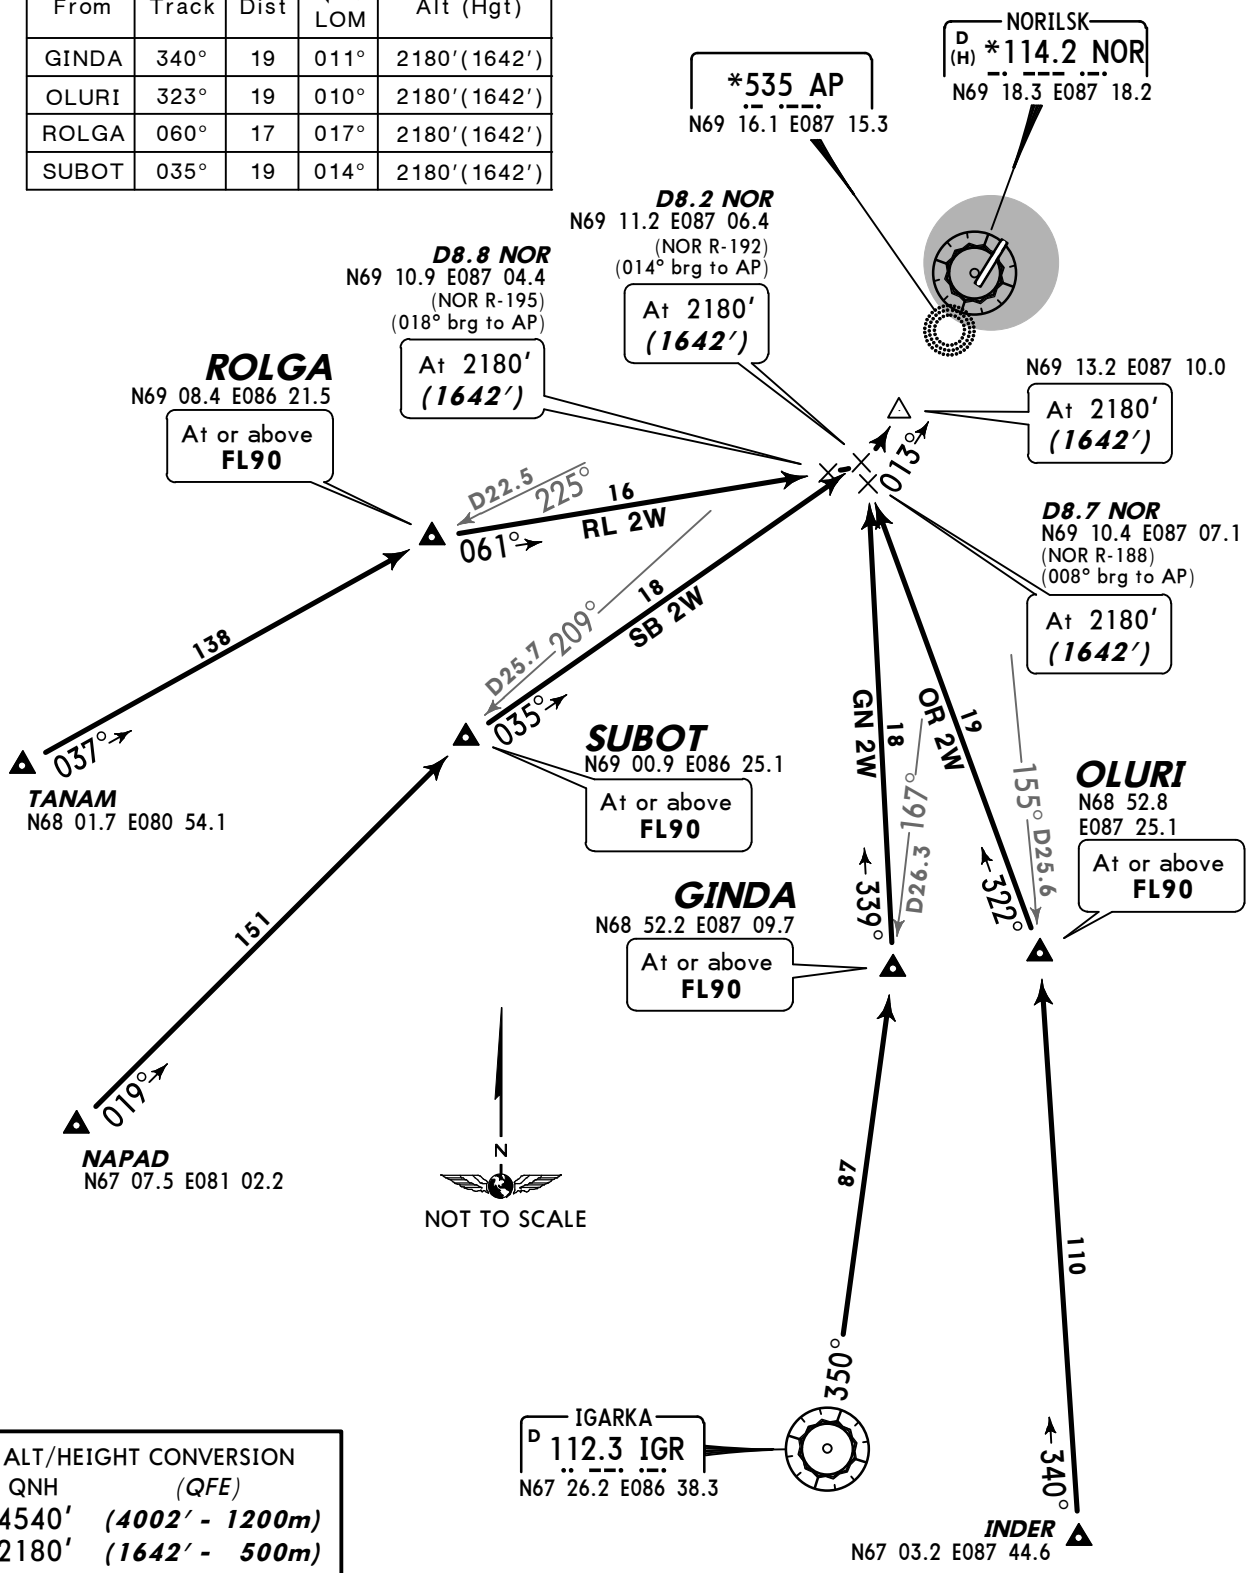 From Track Dist LOM Alt (Hgt)
GINDA 340° 19 011° 2180'(1642')
OLURI 323° 19 010° 2180'(1642')
ROLGA 060° 17 017° 2180'(1642')
SUBOT 035° 19 014° 2180'(1642')
NORILSK
D
(H) *114.2 NOR
N69 18.3 E087 18.2
*535 AP
N69 16.1 E087 15.3
D8.2 NOR
N69 11.2 E087 06.4
(NOR R-192)
(014° brg to AP)
At 2180'
(1642')
D8.8 NOR
N69 10.9 E087 04.4
(NOR R-195)
(018° brg to AP)
At 2180'
(1642')
ROLGA
N69 08.4 E086 21.5
At or above
FL90
N69 13.2 E087 10.0
At 2180'
(1642')
013°
D22.5
225°
16
RL 2W
061°
D8.7 NOR
N69 10.4 E087 07.1
(NOR R-188)
(008° brg to AP)
At 2180'
(1642')
138
037°
TANAM
N68 01.7 E080 54.1
18
SB 2W
D25.7
209°
035°
SUBOT
N69 00.9 E086 25.1
At or above
FL90
GN 2W
18
OR 2W
19
167°
D26.3
339°
155°
D25.6
322°
OLURI
N68 52.8
E087 25.1
At or above
FL90
GINDA
N68 52.2 E087 09.7
At or above
FL90
151
019°
NAPAD
N67 07.5 E081 02.2
N
NOT TO SCALE
87
350°
110
340°
IGARKA
D 112.3 IGR
N67 26.2 E086 38.3
INDER
N67 03.2 E087 44.6
ALT/HEIGHT CONVERSION
QNH (QFE)
4540' (4002' - 1200m)
2180' (1642' - 500m)